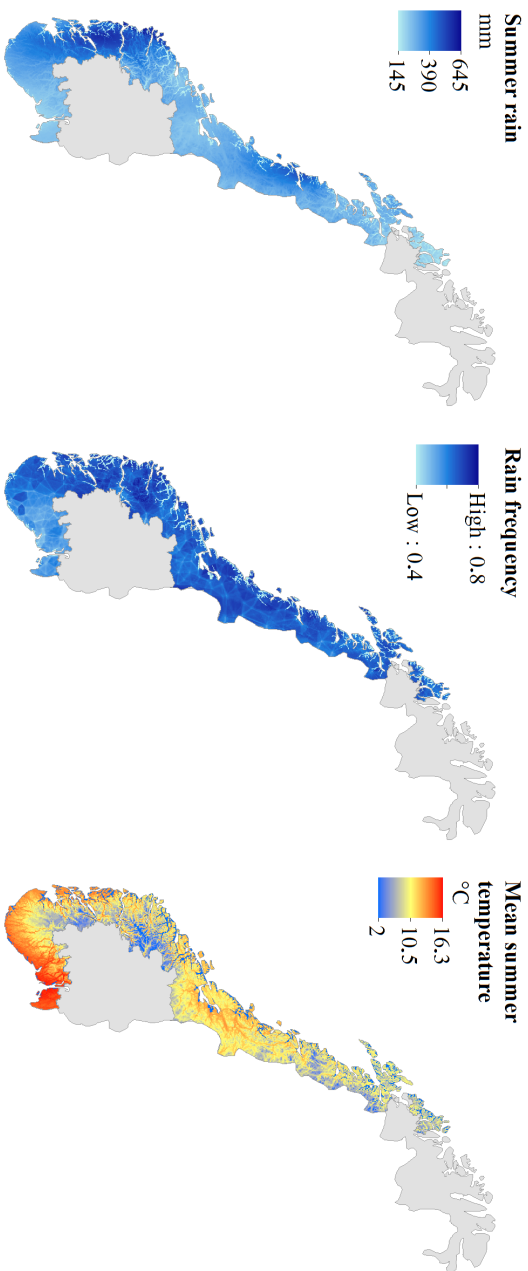 Summer rain
mm
645
390
145
Rain frequency
High : 0.8
Low : 0.4
Mean summer
temperature
°C
16.3
10.5
2